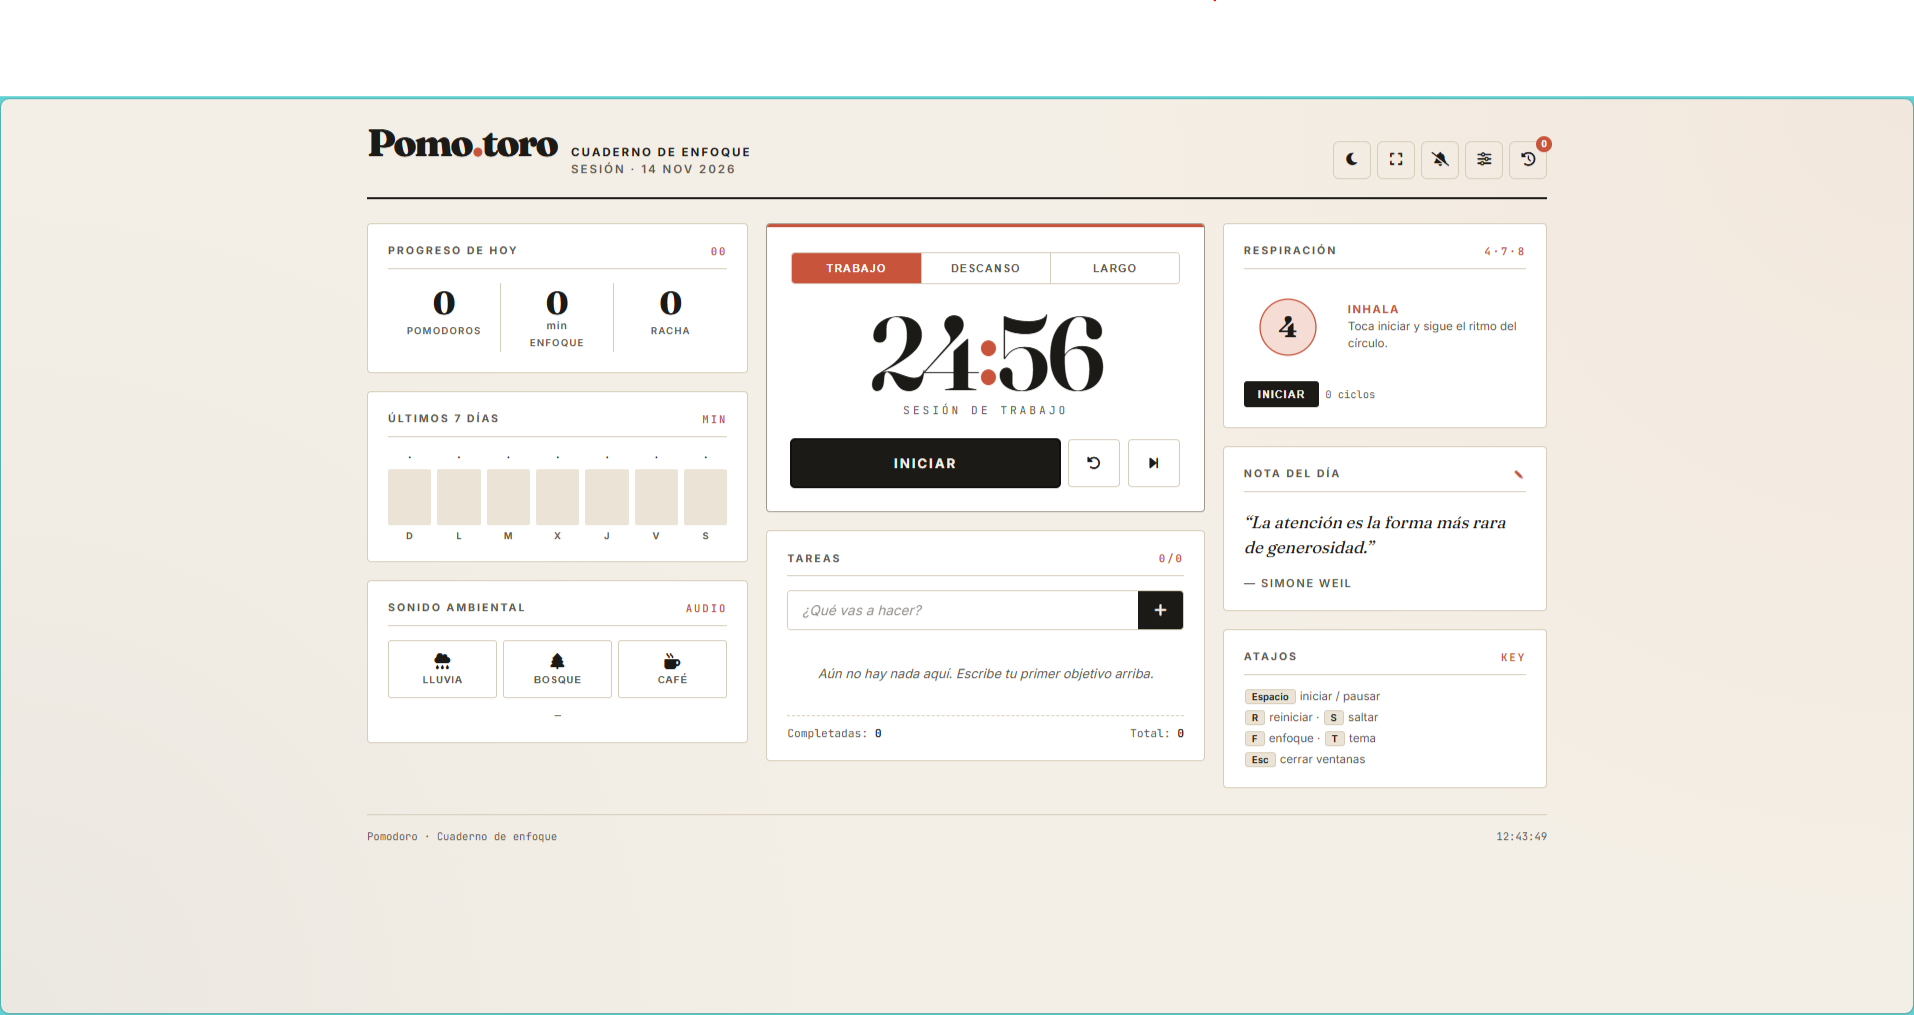 Pomo.toro
CUADERNO DE ENFOQUE
SESIÓN · 14 NOV 2026
0
PROGRESO DE HOY
00
0
POMODOROS
0
min
ENFOQUE
0
RACHA
ÚLTIMOS 7 DÍAS
MIN
· · · · · · ·
D L M X J V S
SONIDO AMBIENTAL
AUDIO
LLUVIA
BOSQUE
CAFÉ
—
TRABAJO
DESCANSO
LARGO
24:56
SESIÓN DE TRABAJO
INICIAR
TAREAS
0/0
¿Qué vas a hacer?
+
Aún no hay nada aquí. Escribe tu primer objetivo arriba.
Completadas: 0
Total: 0
RESPIRACIÓN
4·7·8
4
INHALA
Toca iniciar y sigue el ritmo del
círculo.
INICIAR
0 ciclos
NOTA DEL DÍA
“La atención es la forma más rara
de generosidad.”
— SIMONE WEIL
ATAJOS
KEY
Espacio iniciar / pausar
R reiniciar · S saltar
F enfoque · T tema
Esc cerrar ventanas
Pomodoro · Cuaderno de enfoque
12:43:49